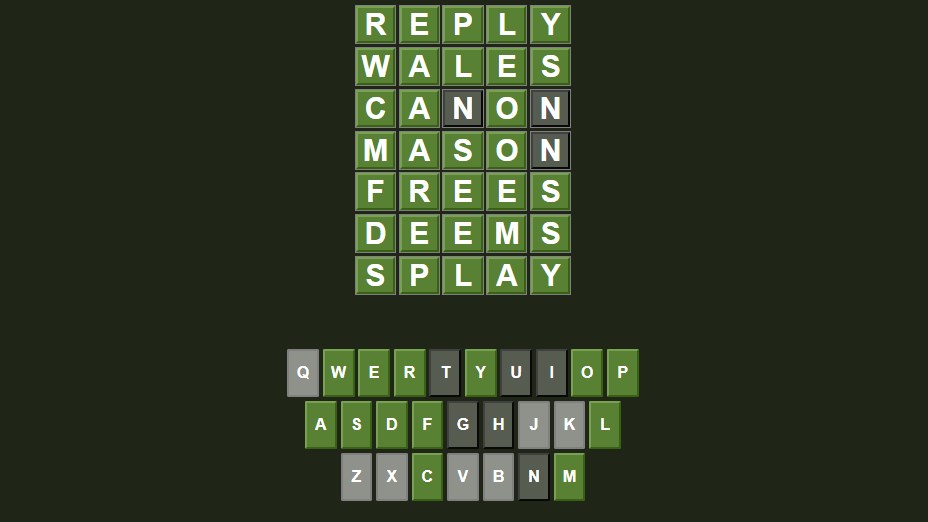 R E P L Y
W A L E S
C A N O N
M A S O N
F R E E S
D E E M S
S P L A Y
Q W E R T Y U I O P
A S D F G H J K L
Z X C V B N M